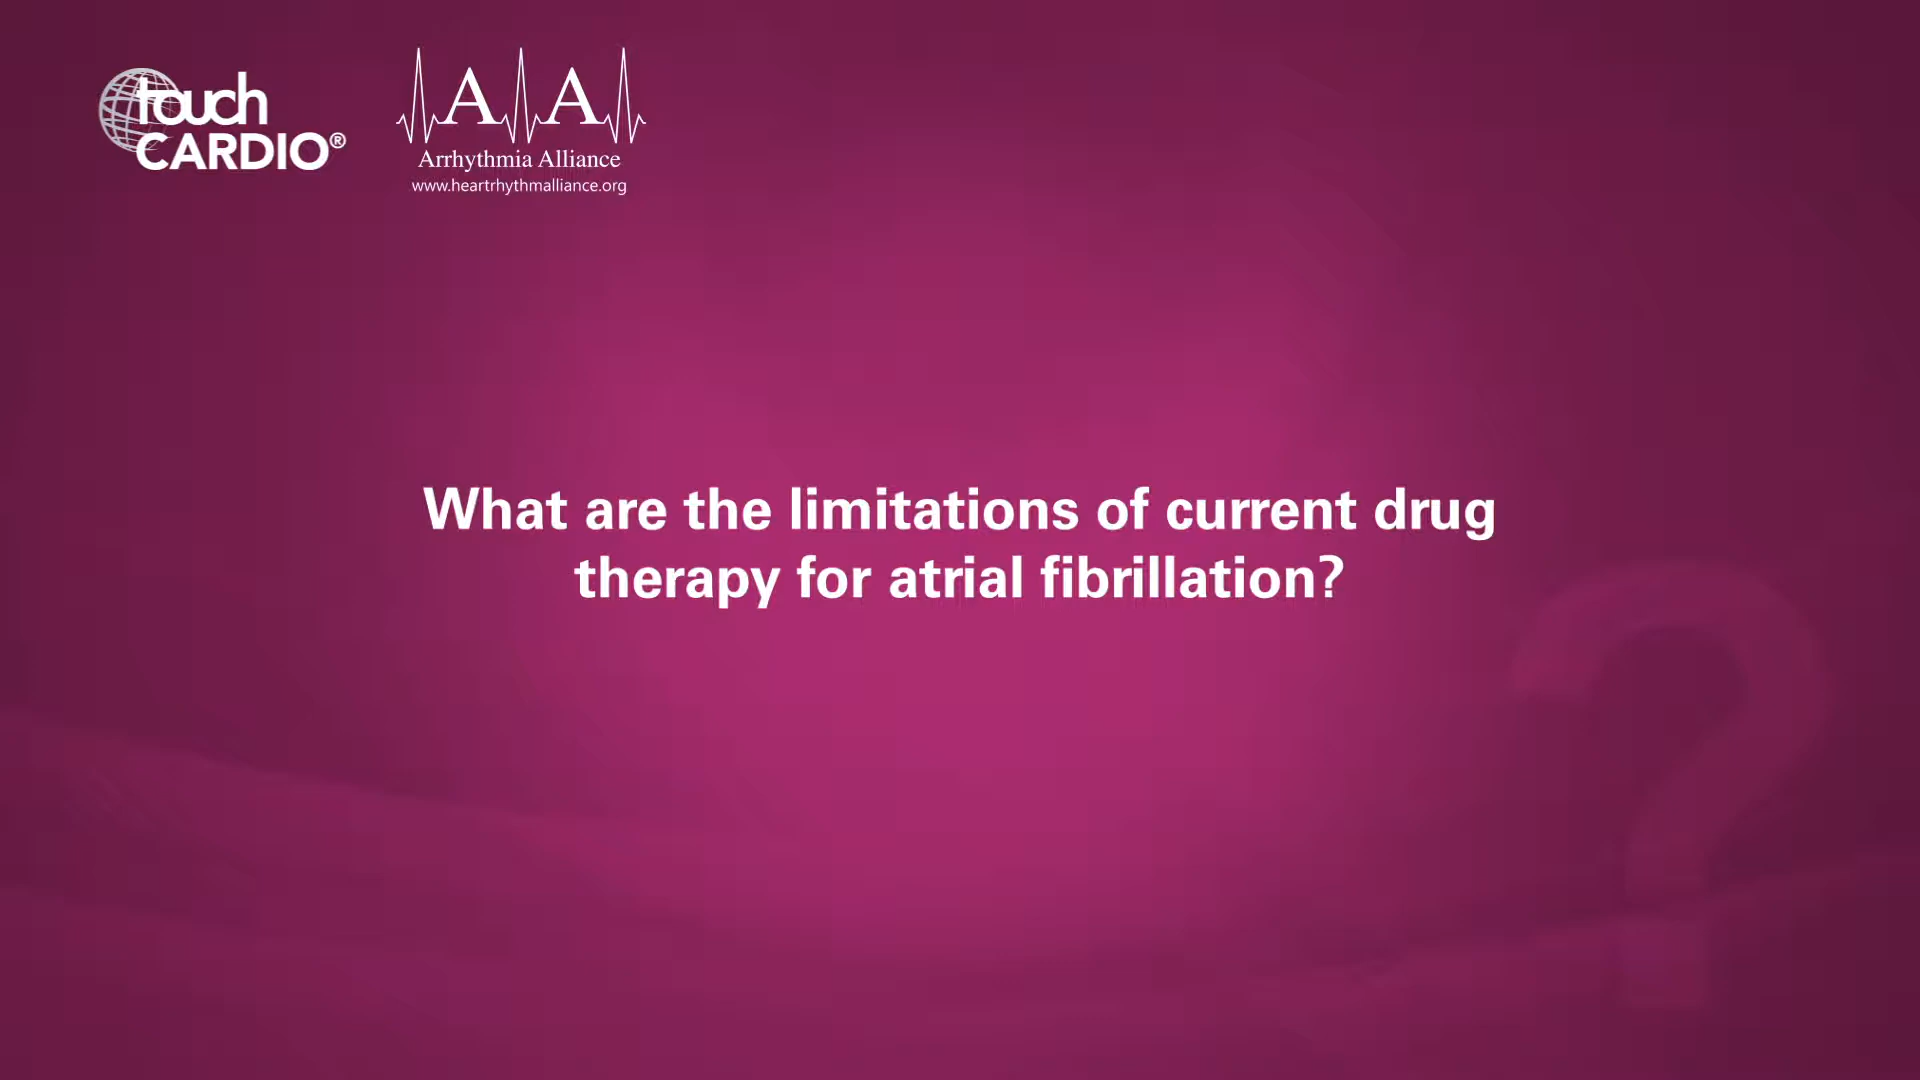 touch
CARDIO®
A A
Arrhythmia Alliance
www.heartrhythmalliance.org
What are the limitations of current drug
therapy for atrial fibrillation?
?